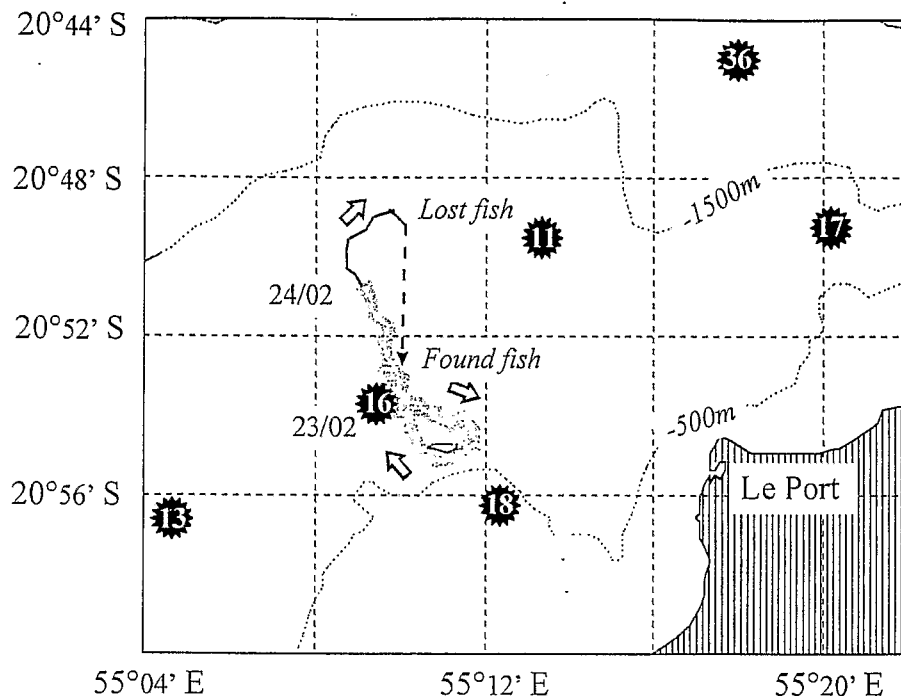 20°44' S
36
20°48' S
-1500m
Lost fish
11
17
24/02
20°52' S
Found fish
16
23/02
-500m
20°56' S
Le Port
13
18
55°04' E
55°12' E
55°20' E